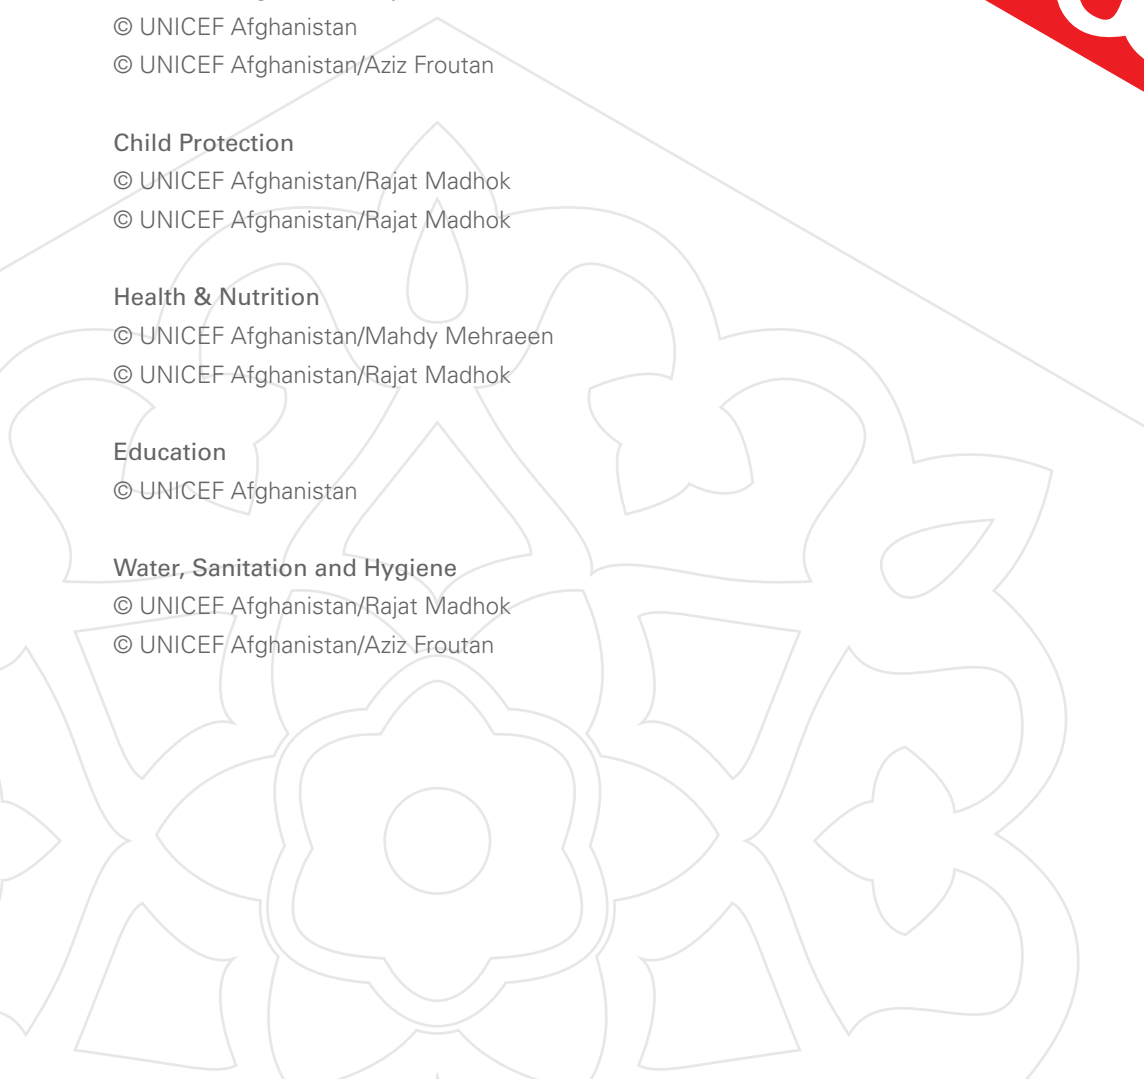 © UNICEF Afghanistan
© UNICEF Afghanistan/Aziz Froutan
Child Protection
© UNICEF Afghanistan/Rajat Madhok
© UNICEF Afghanistan/Rajat Madhok
Health & Nutrition
© UNICEF Afghanistan/Mahdy Mehraeen
© UNICEF Afghanistan/Rajat Madhok
Education
© UNICEF Afghanistan
Water, Sanitation and Hygiene
© UNICEF Afghanistan/Rajat Madhok
© UNICEF Afghanistan/Aziz Froutan